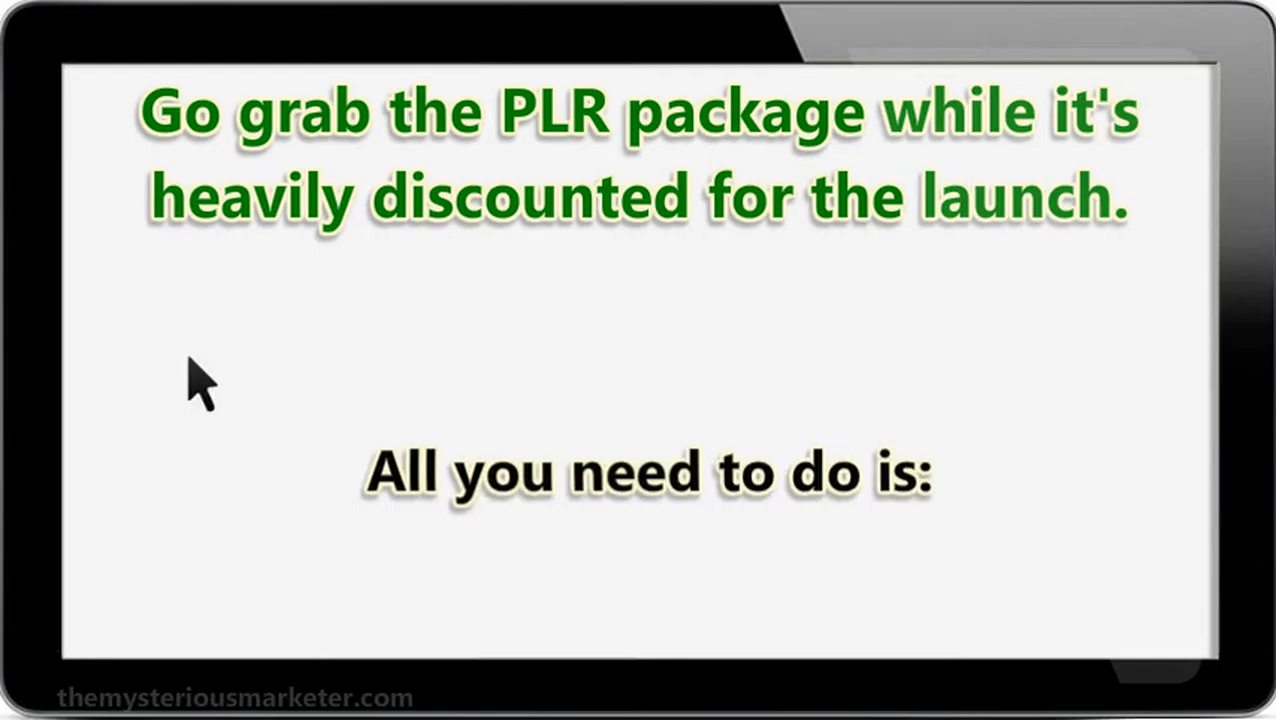 Go grab the PLR package while it's
heavily discounted for the launch.
All you need to do is:
themysteriousmarketer.com